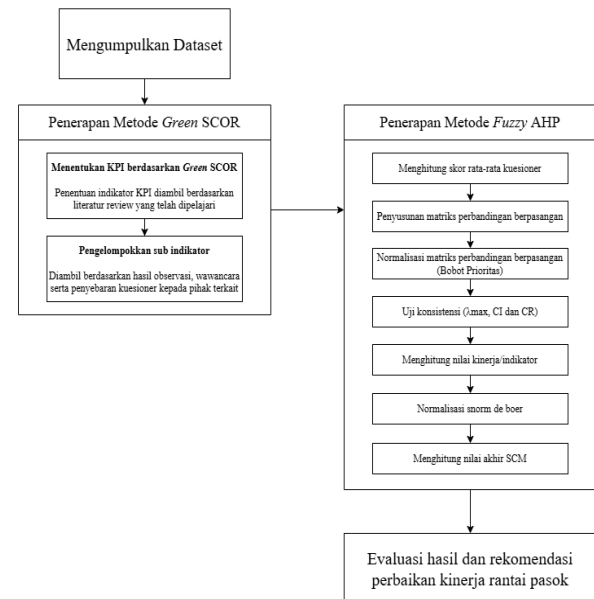 Mengumpulkan Dataset
Penerapan Metode Green SCOR
Menentukan KPI berdasarkan Green SCOR
Penentuan indikator KPI diambil berdasarkan
literatur review yang telah dipelajari
Pengelompokkan sub indikator
Diambil berdasarkan hasil observasi, wawancara
serta penyebaran kuesioner kepada pihak terkait
Penerapan Metode Fuzzy AHP
Menghitung skor rata-rata kuesioner
Penyusunan matriks perbandingan berpasangan
Normalisasi matriks perbandingan berpasangan
(Bobot Prioritas)
Uji konsistensi (λmax, CI dan CR)
Menghitung nilai kinerja/indikator
Normalisasi snorm de boer
Menghitung nilai akhir SCM
Evaluasi hasil dan rekomendasi
perbaikan kinerja rantai pasok